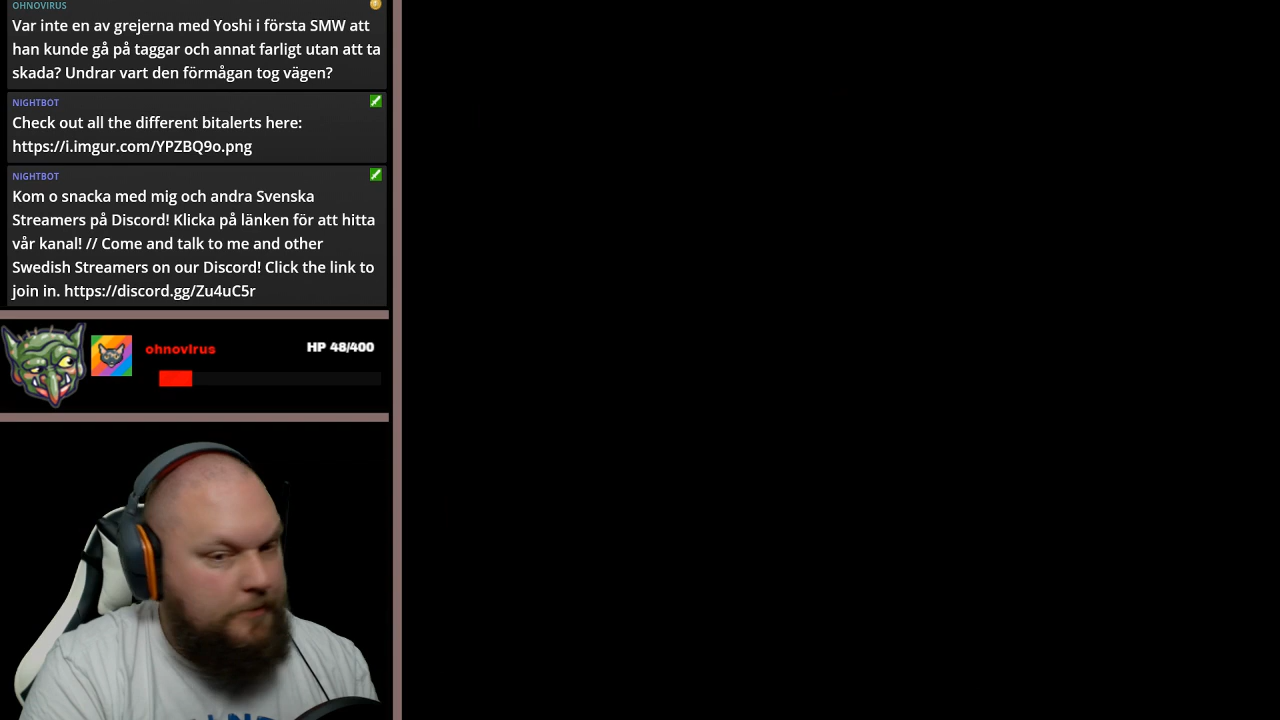 OHNOVIRUS
Var inte en av grejerna med Yoshi i första SMW att
han kunde gå på taggar och annat farligt utan att ta
skada? Undrar vart den förmågan tog vägen?
NIGHTBOT
Check out all the different bitalerts here:
https://i.imgur.com/YPZBQ9o.png
NIGHTBOT
Kom o snacka med mig och andra Svenska
Streamers på Discord! Klicka på länken för att hitta
vår kanal! // Come and talk to me and other
Swedish Streamers on our Discord! Click the link to
join in. https://discord.gg/Zu4uC5r
ohnovirus
HP 48/400